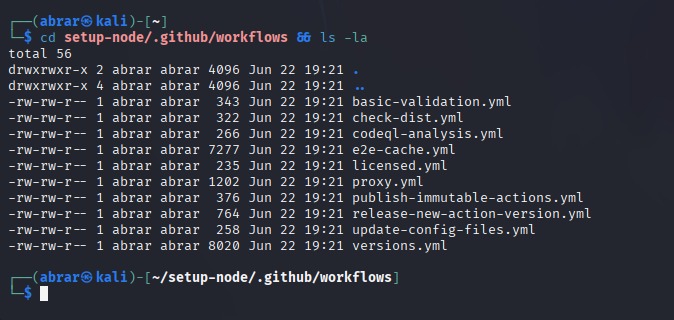 ┌──(abrar㉿kali)-[~]
└─$ cd setup-node/.github/workflows && ls -la
total 56
drwxrwxr-x 2 abrar abrar 4096 Jun 22 19:21 .
drwxrwxr-x 4 abrar abrar 4096 Jun 22 19:21 ..
-rw-rw-r-- 1 abrar abrar  343 Jun 22 19:21 basic-validation.yml
-rw-rw-r-- 1 abrar abrar  322 Jun 22 19:21 check-dist.yml
-rw-rw-r-- 1 abrar abrar  266 Jun 22 19:21 codeql-analysis.yml
-rw-rw-r-- 1 abrar abrar 7277 Jun 22 19:21 e2e-cache.yml
-rw-rw-r-- 1 abrar abrar  235 Jun 22 19:21 licensed.yml
-rw-rw-r-- 1 abrar abrar 1202 Jun 22 19:21 proxy.yml
-rw-rw-r-- 1 abrar abrar  376 Jun 22 19:21 publish-immutable-actions.yml
-rw-rw-r-- 1 abrar abrar  764 Jun 22 19:21 release-new-action-version.yml
-rw-rw-r-- 1 abrar abrar  258 Jun 22 19:21 update-config-files.yml
-rw-rw-r-- 1 abrar abrar 8020 Jun 22 19:21 versions.yml
┌──(abrar㉿kali)-[~/setup-node/.github/workflows]
└─$